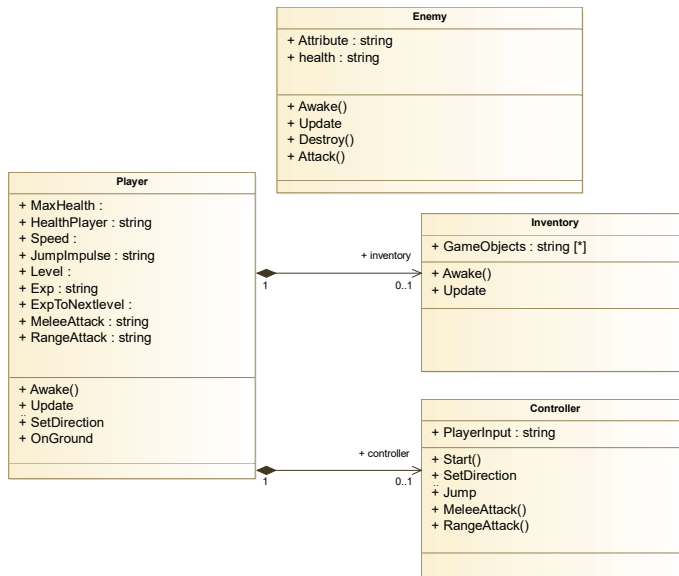 Enemy
+ Attribute : string
+ health : string
+ Awake()
+ Update
+ Destroy()
+ Attack()
Player
+ MaxHealth :
+ HealthPlayer : string
+ Speed :
+ JumpImpulse : string
+ Level :
+ Exp : string
+ ExpToNextlevel :
+ MeleeAttack : string
+ RangeAttack : string
+ Awake()
+ Update
+ SetDirection
+ OnGround
+ inventory
1
0..1
Inventory
+ GameObjects : string [*]
+ Awake()
+ Update
+ controller
1
0..1
Controller
+ PlayerInput : string
+ Start()
+ SetDirection
+ Jump
+ MeleeAttack()
+ RangeAttack()